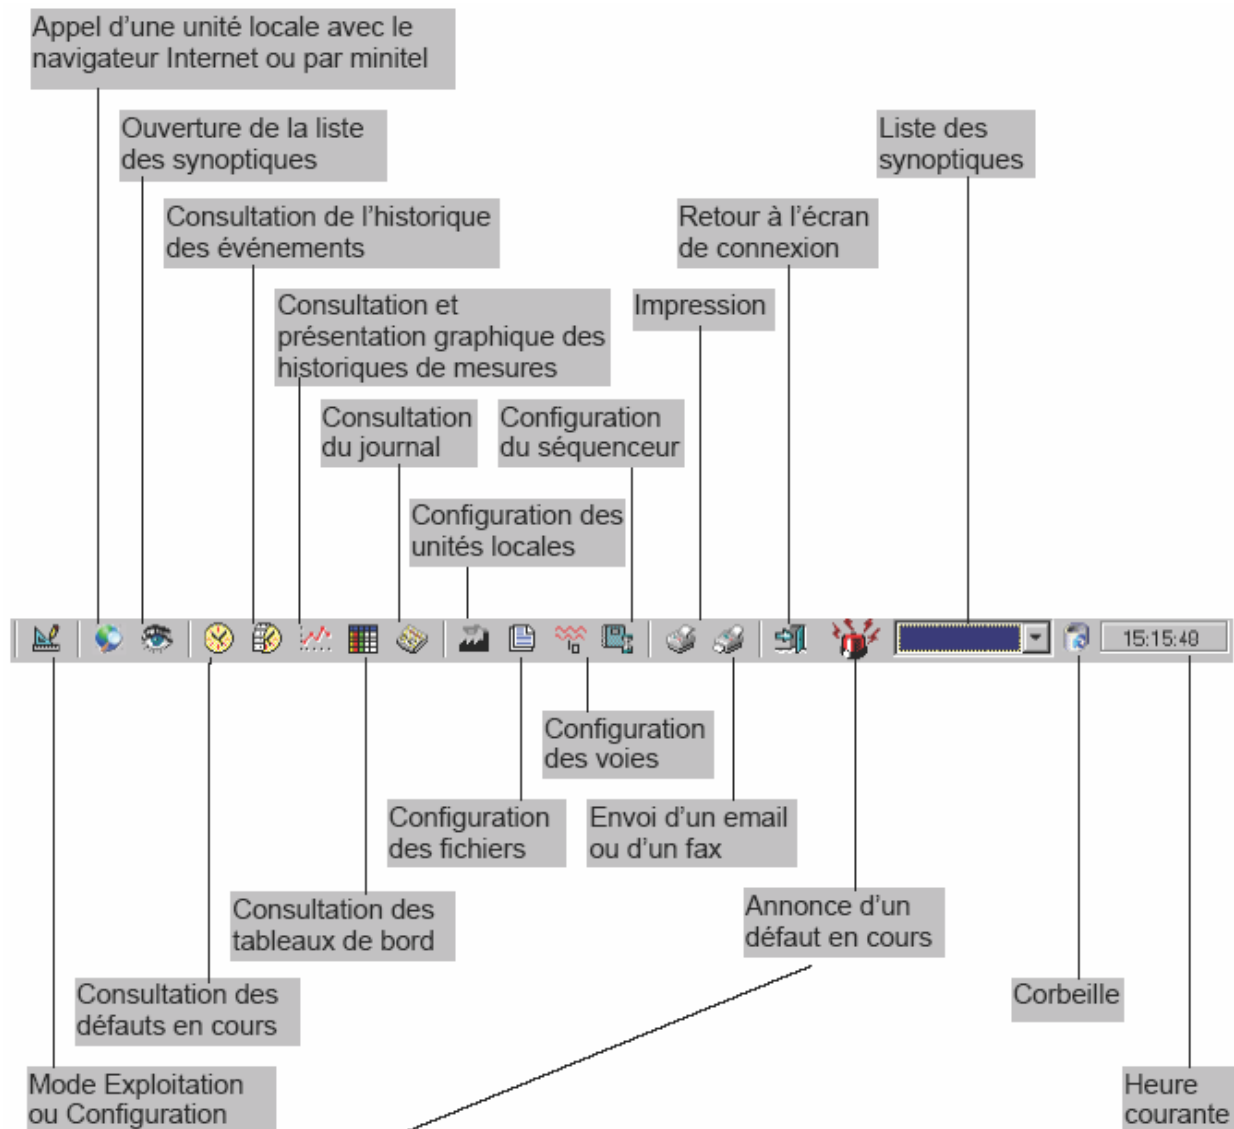 Appel d'une unité locale avec le
navigateur Internet ou par minitel
Ouverture de la liste
des synoptiques
Liste des
synoptiques
Consultation de l'historique
des événements
Retour à l'écran
de connexion
Consultation et
présentation graphique des
historiques de mesures
Impression
Consultation
du journal
Configuration
du séquenceur
Configuration des
unités locales
15:15:48
Configuration
des voies
Configuration
des fichiers
Envoi d'un email
ou d'un fax
Consultation des
tableaux de bord
Annonce d'un
défaut en cours
Consultation des
défauts en cours
Corbeille
Mode Exploitation
ou Configuration
Heure
courante